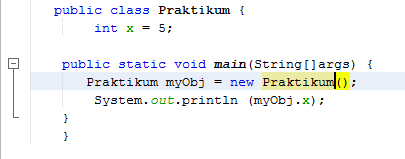 public class Praktikum {
int x = 5;
public static void main(String[]args) {
Praktikum myObj = new Praktikum();
System.out.println (myObj.x);
}
}